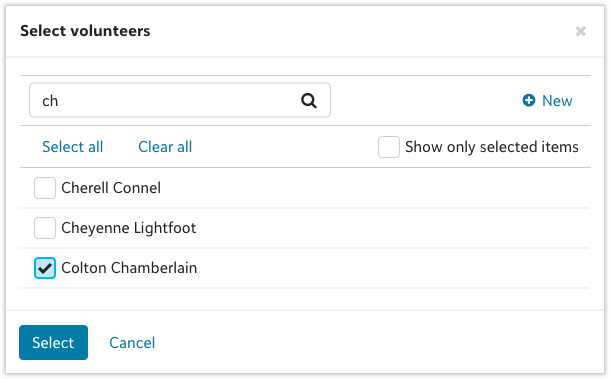 Select volunteers
ch
New
Select all Clear all Show only selected items
Cherell Connel
Cheyenne Lightfoot
Colton Chamberlain
Select Cancel